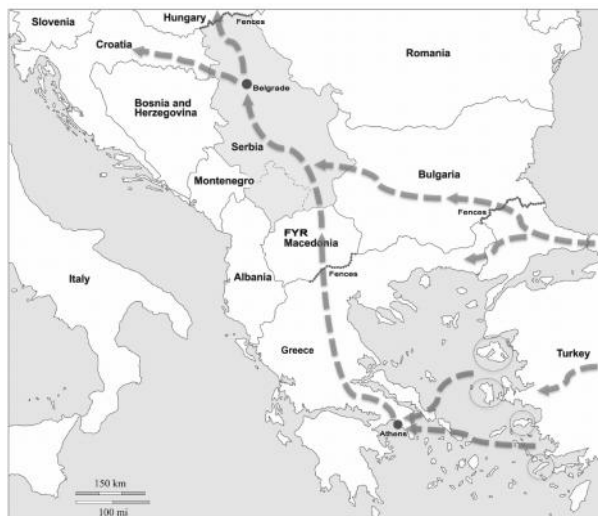 Slovenia
Hungary
Fences
Croatia
Romania
Belgrade
Bosnia and
Herzegovina
Serbia
Montenegro
Bulgaria
Fences
FYR
Macedonia
Italy
Albania
Fences
Greece
Turkey
Athens
150 km
100 mi